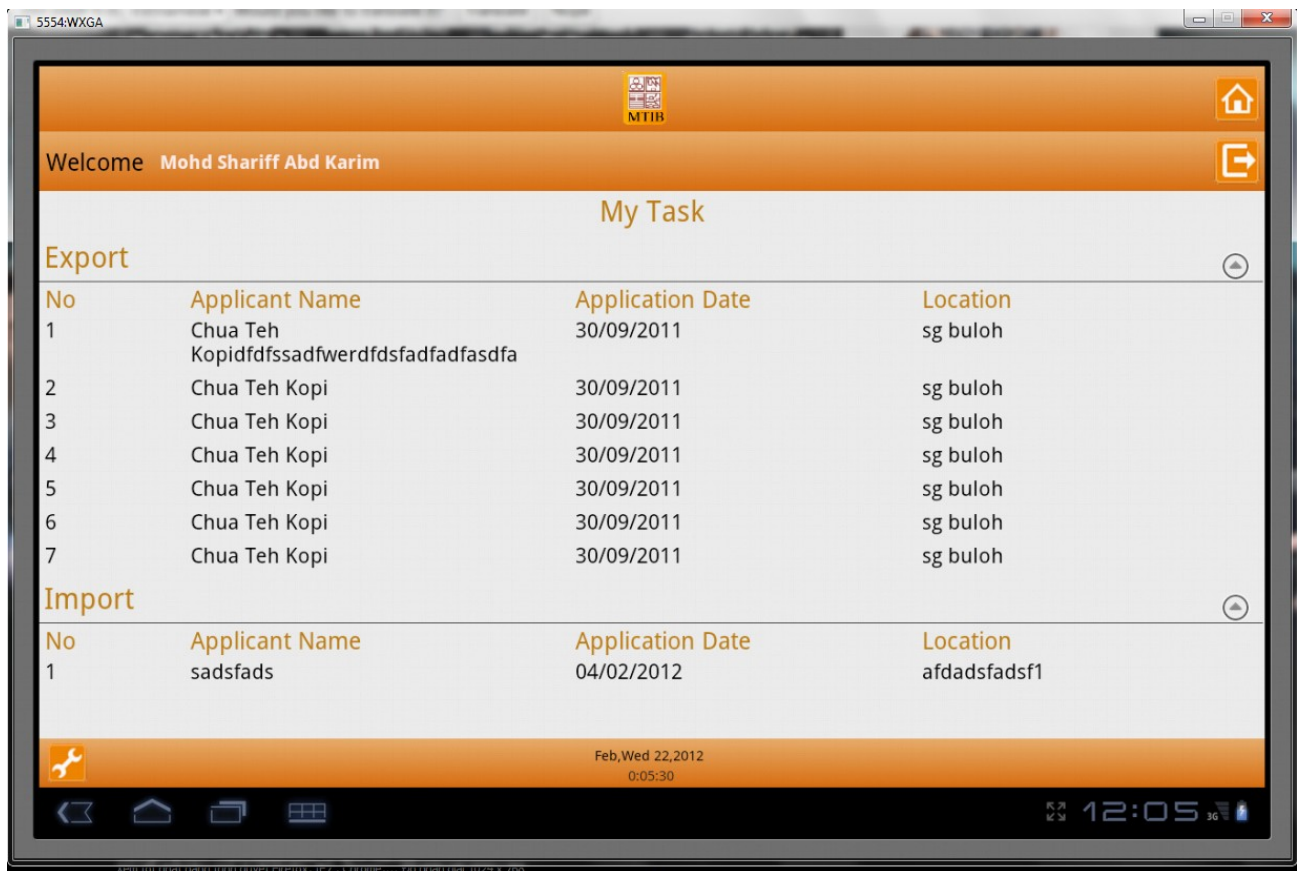 5554:WXGA
MTIB
Welcome Mohd Shariff Abd Karim
My Task
Export
No Applicant Name Application Date Location
1 Chua Teh Kopidfdfssadfwerdfdsfadfadfasdfa 30/09/2011 sg buloh
2 Chua Teh Kopi 30/09/2011 sg buloh
3 Chua Teh Kopi 30/09/2011 sg buloh
4 Chua Teh Kopi 30/09/2011 sg buloh
5 Chua Teh Kopi 30/09/2011 sg buloh
6 Chua Teh Kopi 30/09/2011 sg buloh
7 Chua Teh Kopi 30/09/2011 sg buloh
Import
No Applicant Name Application Date Location
1 sadsfads 04/02/2012 afdadsfadsf1
Feb,Wed 22,2012
0:05:30
12:05 3G